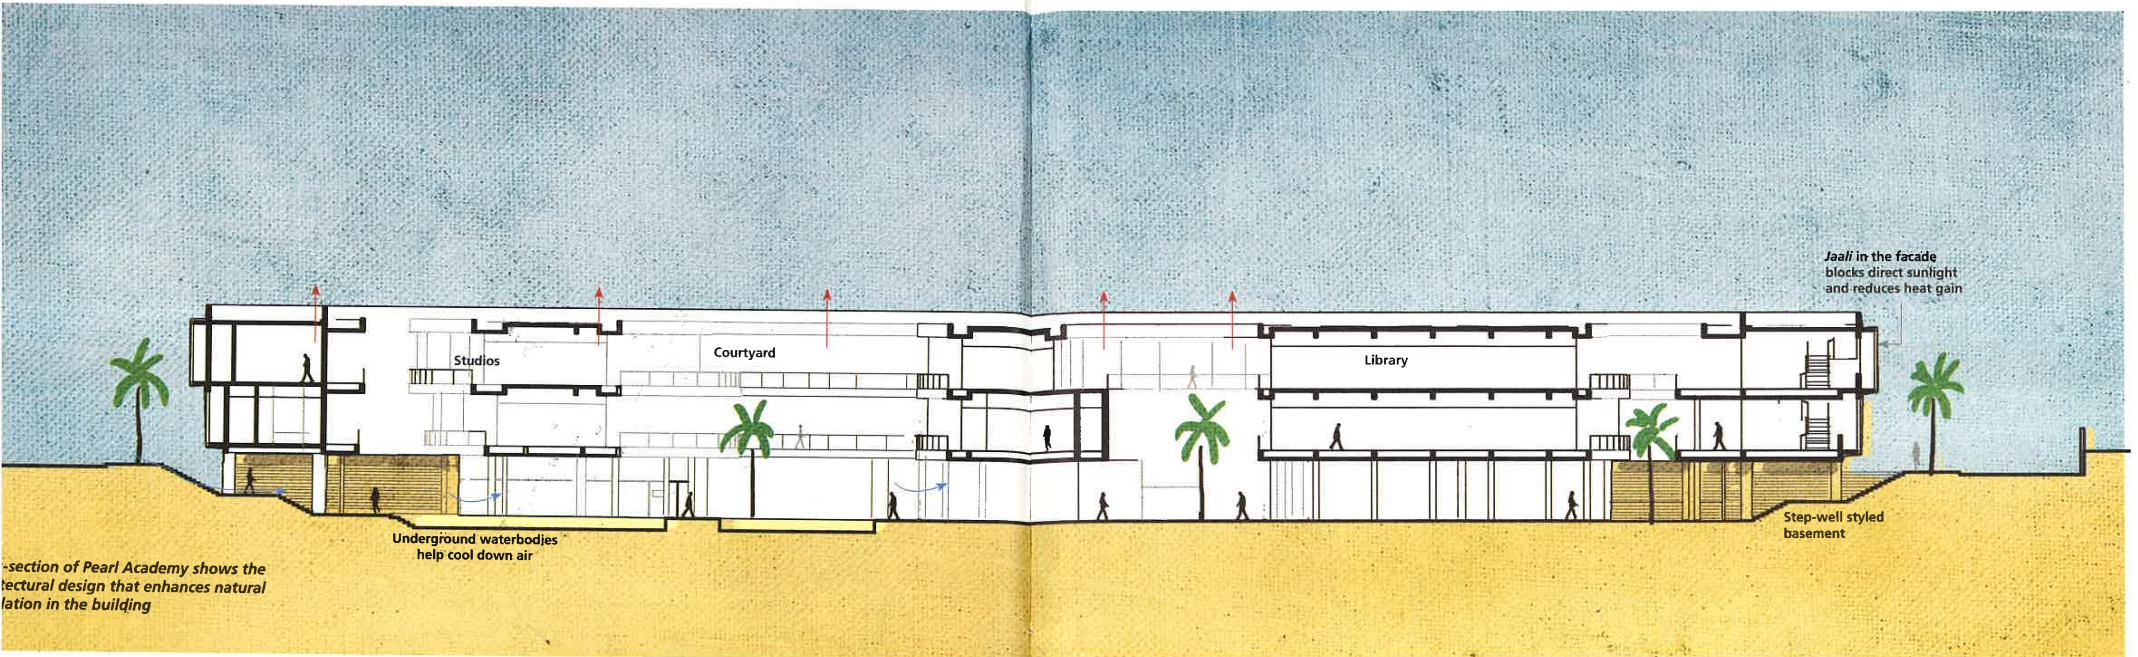 Jaali in the facade
blocks direct sunlight
and reduces heat gain
Studios
Courtyard
Library
Underground waterbodies
help cool down air
Step-well styled
basement
-section of Pearl Academy shows the
tectural design that enhances natural
lation in the building